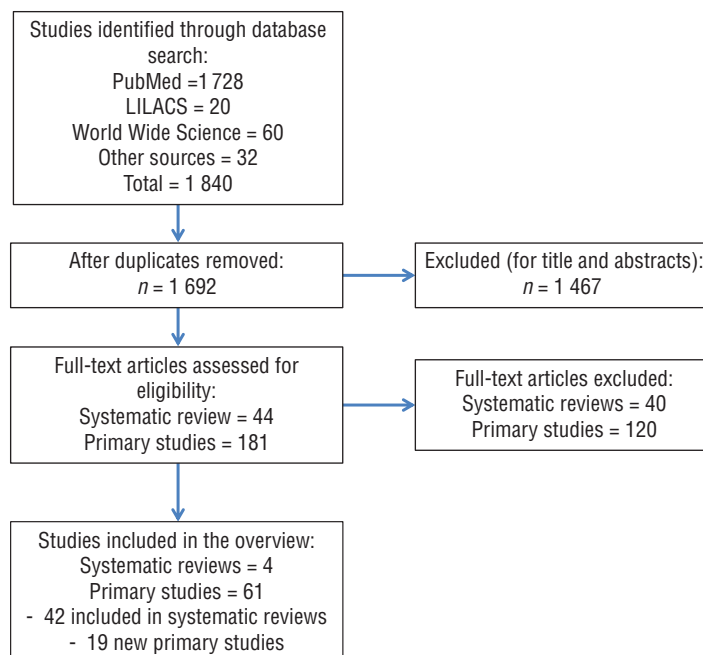 Studies identified through database
search:
PubMed =1 728
LILACS = 20
World Wide Science = 60
Other sources = 32
Total = 1 840
After duplicates removed:
n = 1 692
Excluded (for title and abstracts):
n = 1 467
Full-text articles assessed for
eligibility:
Systematic review = 44
Primary studies = 181
Full-text articles excluded:
Systematic reviews = 40
Primary studies = 120
Studies included in the overview:
Systematic reviews = 4
Primary studies = 61
- 42 included in systematic reviews
- 19 new primary studies